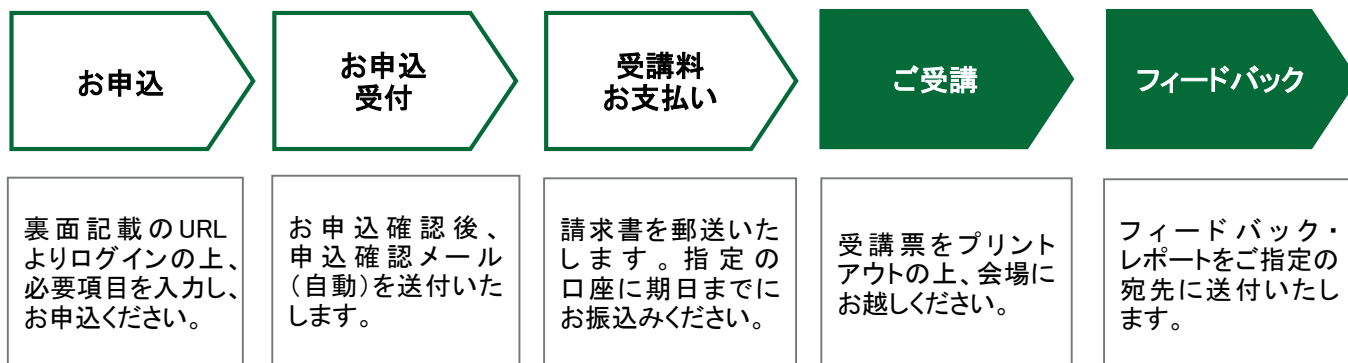 お申込
お申込
受付
受講料
お支払い
ご受講
フィードバック
裏面記載のURL
よりログインの上、
必要項目を入力し、
お申込ください。
お申込確認後、
申込確認メール
(自動)を送付いた
します。
請求書を郵送いた
します。指定の
口座に期日までに
お振込みください。
受講票をプリント
アウトの上、会場に
お越しください。
フィードバック・
レポートをご指定の
宛先に送付いたし
ます。